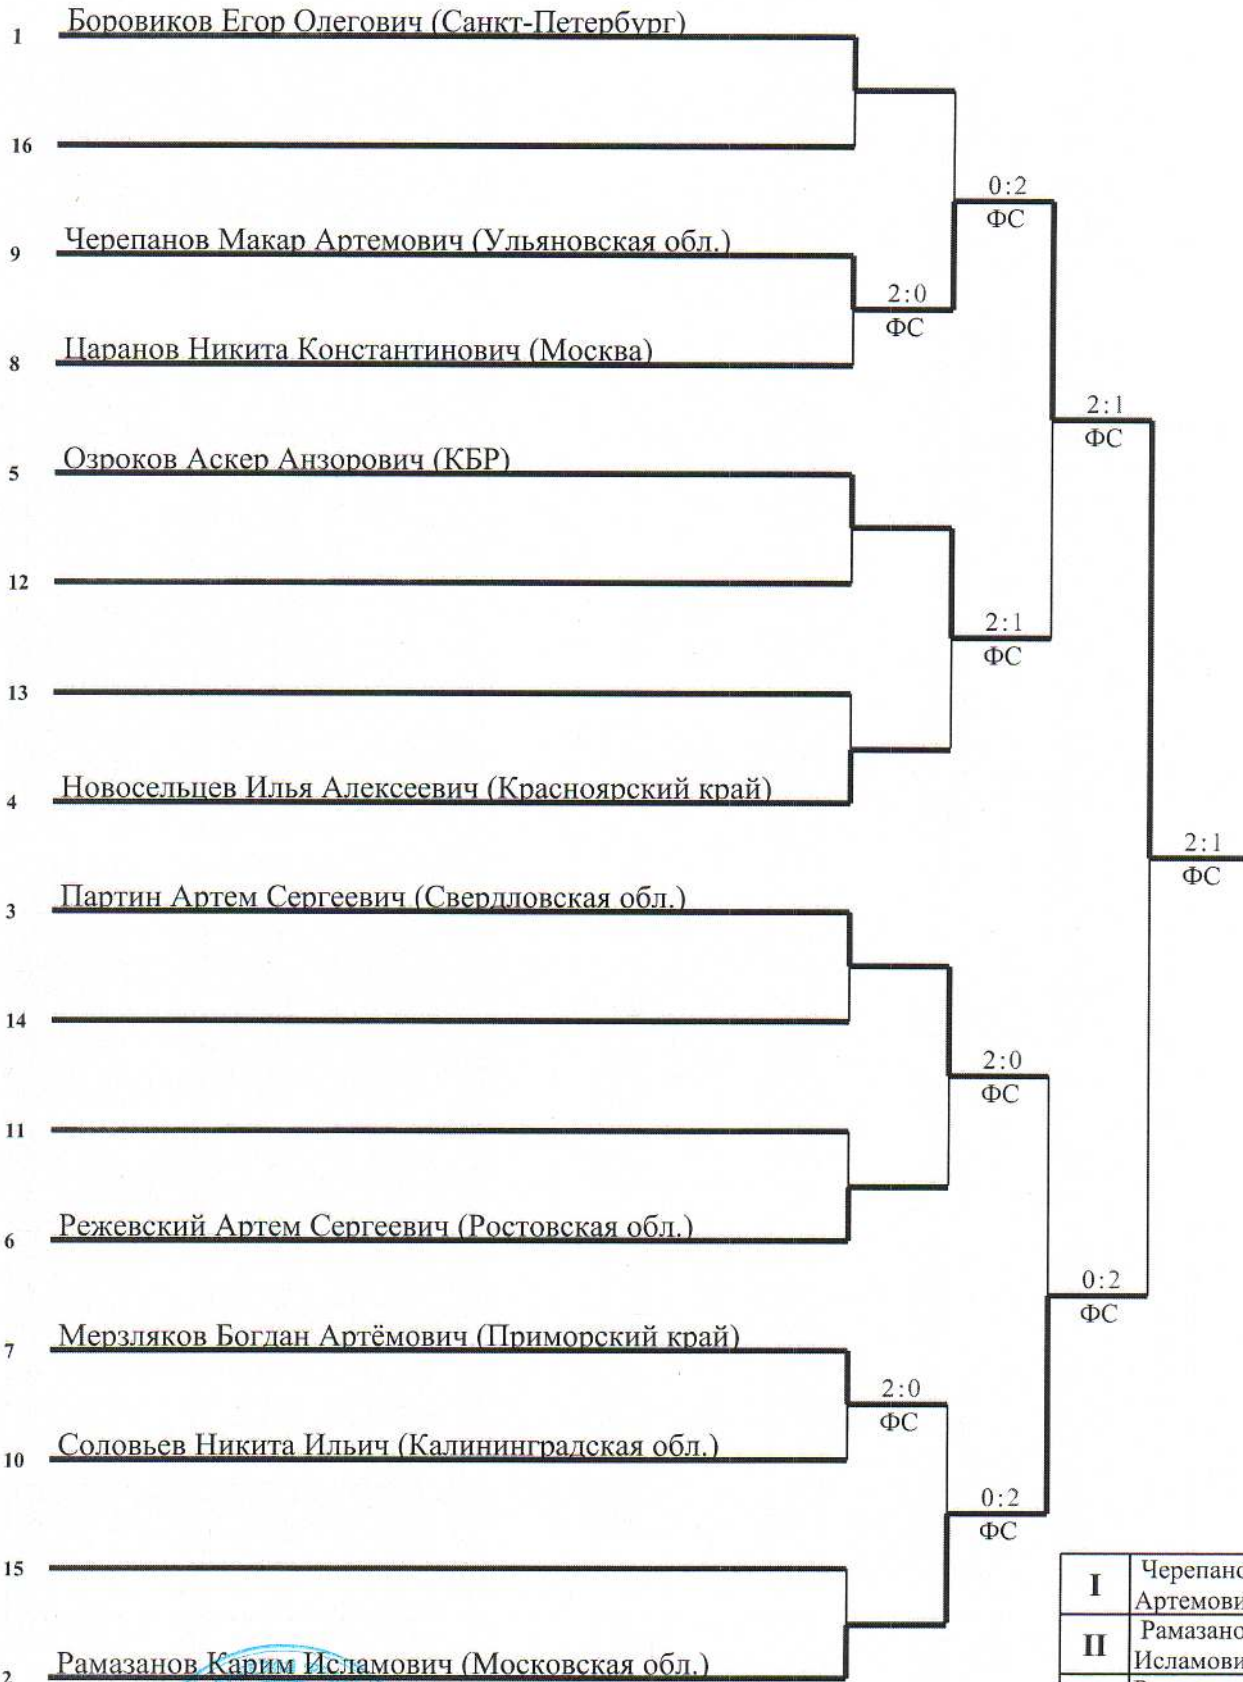 Боровиков Егор Олегович (Санкт-Петербург)
1
16
0:2
ФС
Черепанов Макар Артемович (Ульяновская обл.)
9
2:0
ФС
Царанов Никита Константинович (Москва)
8
2:1
ФС
Озроков Аскер Анзорович (КБР)
5
12
2:1
ФС
13
Новосельцев Илья Алексеевич (Красноярский край)
4
2:1
ФС
Партин Артем Сергеевич (Свердловская обл.)
3
14
2:0
ФС
11
Режевский Артем Сергеевич (Ростовская обл.)
6
0:2
ФС
Мерзляков Богдан Артёмович (Приморский край)
7
2:0
ФС
Соловьев Никита Ильич (Калининградская обл.)
10
0:2
ФС
15
I Черепано
Артемови
II Рамазано
Исламови
Рамазанов Карим Исламович (Московская обл.)
2